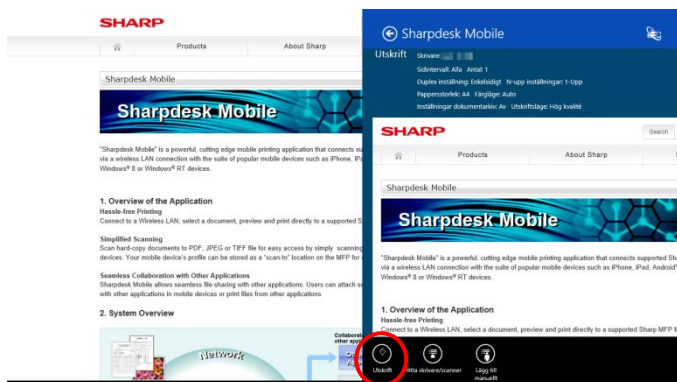 SHARP
Products
About Sharp
Sharpdesk Mobile
Sharpdesk Mobile
"Sharpdesk Mobile" is a powerful, cutting edge mobile printing application that connects su
via a wireless LAN connection with the suite of popular mobile devices such as iPhone, iPa
Windows® 8 or Windows® RT devices.
1. Overview of the Application
Hassle-free Printing
Connect to a Wireless LAN, select a document, preview and print directly to a supported S
Simplified Scanning
Scan hard-copy documents to PDF, JPEG or TIFF file for easy access by simply scanning
devices. Your mobile device's profile can be stored as a "scan-to" location on the MFP for
Seamless Collaboration with Other Applications
Sharpdesk Mobile allows seamless file sharing with other applications. Users can attach s
with other applications in mobile devices or print files from other applications
2. System Overview
Network
Collaborat
other appl
Sharpdesk Mobile
Utskrift
Skrivare:
Sidintervall: Alla Antal: 1
Duplex inställning: Enkelsidigt N-upp inställningar: 1-Upp
Pappersstorlek: A4 Färgläge: Auto
Inställningar dokumentarkiv: Av Utskriftsläge: Hög kvalité
SHARP
Search
Products
About Sharp
Sharpdesk Mobile
Sharpdesk Mobile
"Sharpdesk Mobile" is a powerful, cutting edge mobile printing application that connects supported Sha
via a wireless LAN connection with the suite of popular mobile devices such as iPhone, iPad, Android
Windows® 8 or Windows® RT devices.
1. Overview of the Application
Hassle-free Printing
Connect to a Wireless LAN, select a document, preview and print directly to a supported Sharp MFP
Utskrift
Hitta skrivare/scanner
Lägg till
manuellt